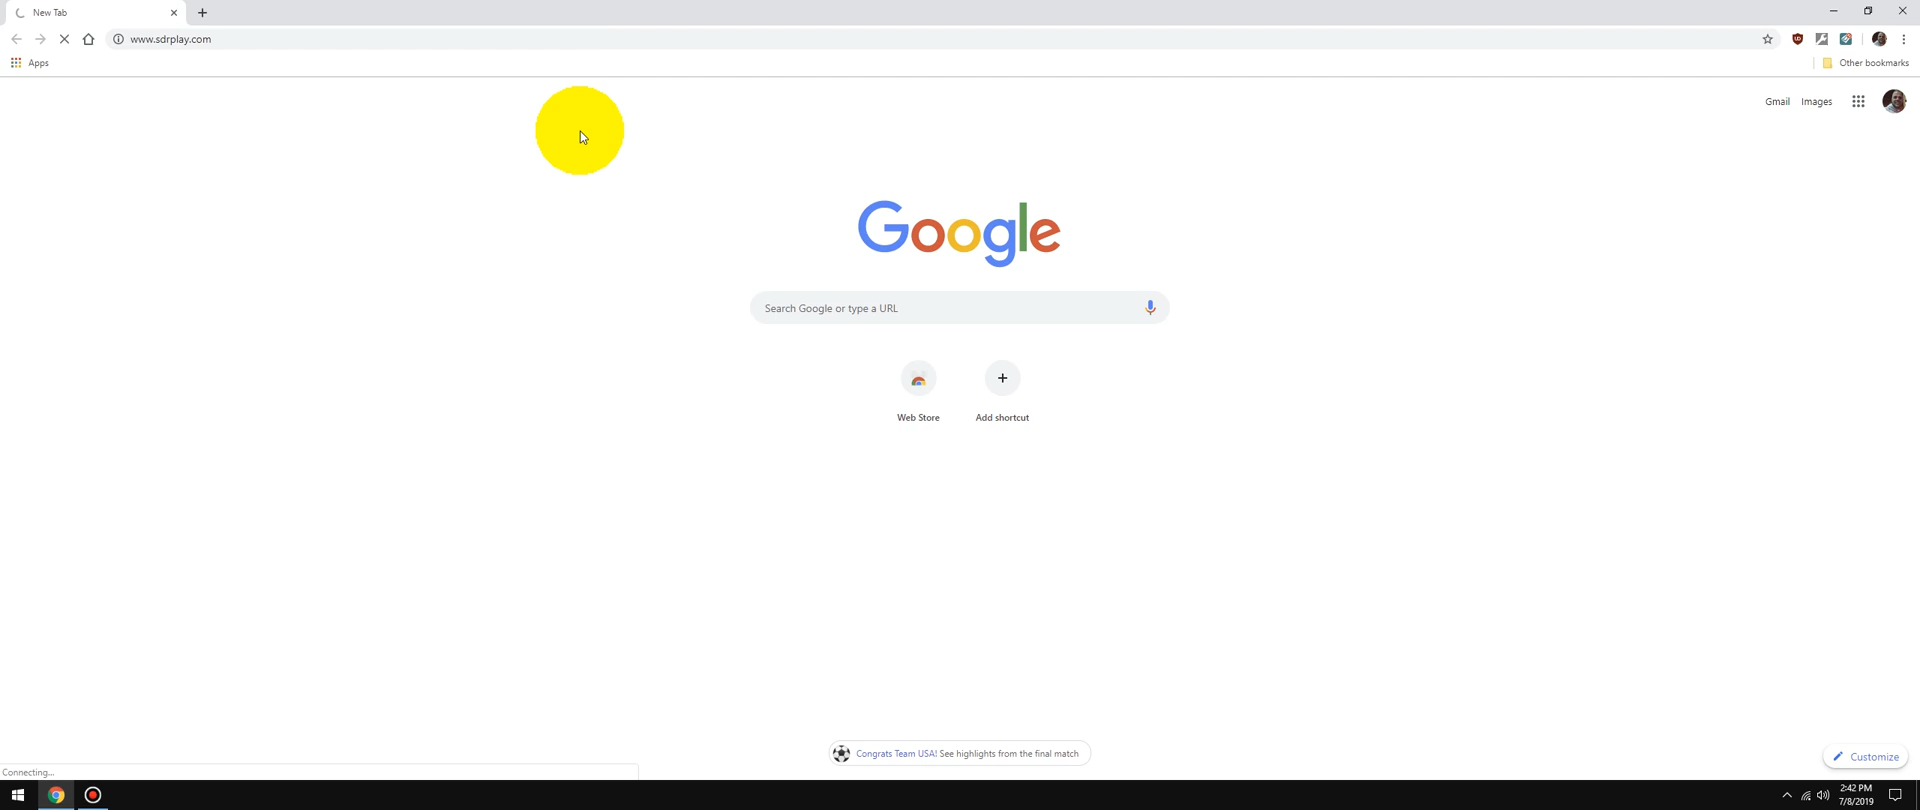 New Tab
www.sdrplay.com
Apps
Other bookmarks
Gmail Images
Google
Search Google or type a URL
Web Store
Add shortcut
Congrats Team USA! See highlights from the final match
Customize
Connecting...
2:42 PM
7/8/2019